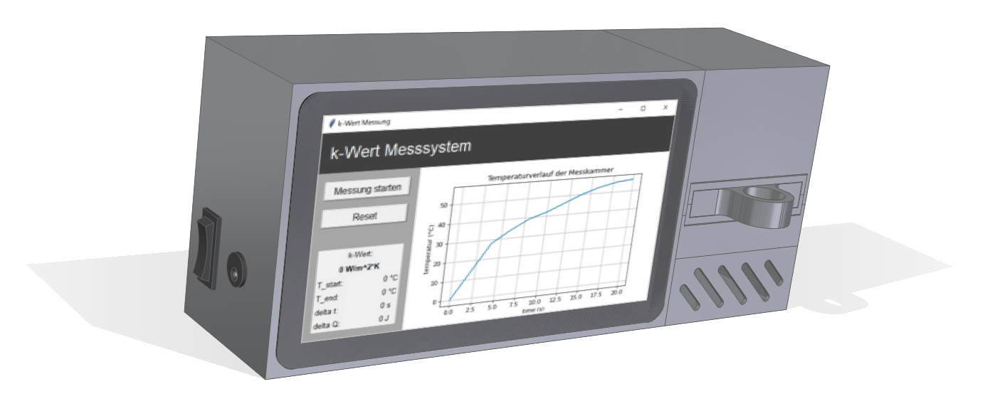 k-Wert Messung
k-Wert Messsystem
Messung starten
Reset
k-Wert:
0 W/m^2*K
T_start: 0 °C
T_end: 0 °C
delta t: 0 s
delta Q: 0 J
Temperaturverlauf der Messkammer
temperatur (°C)
50
40
30
20
10
0
0.0 2.5 5.0 7.5 10.0 12.5 15.0 17.5 20.0
time (s)